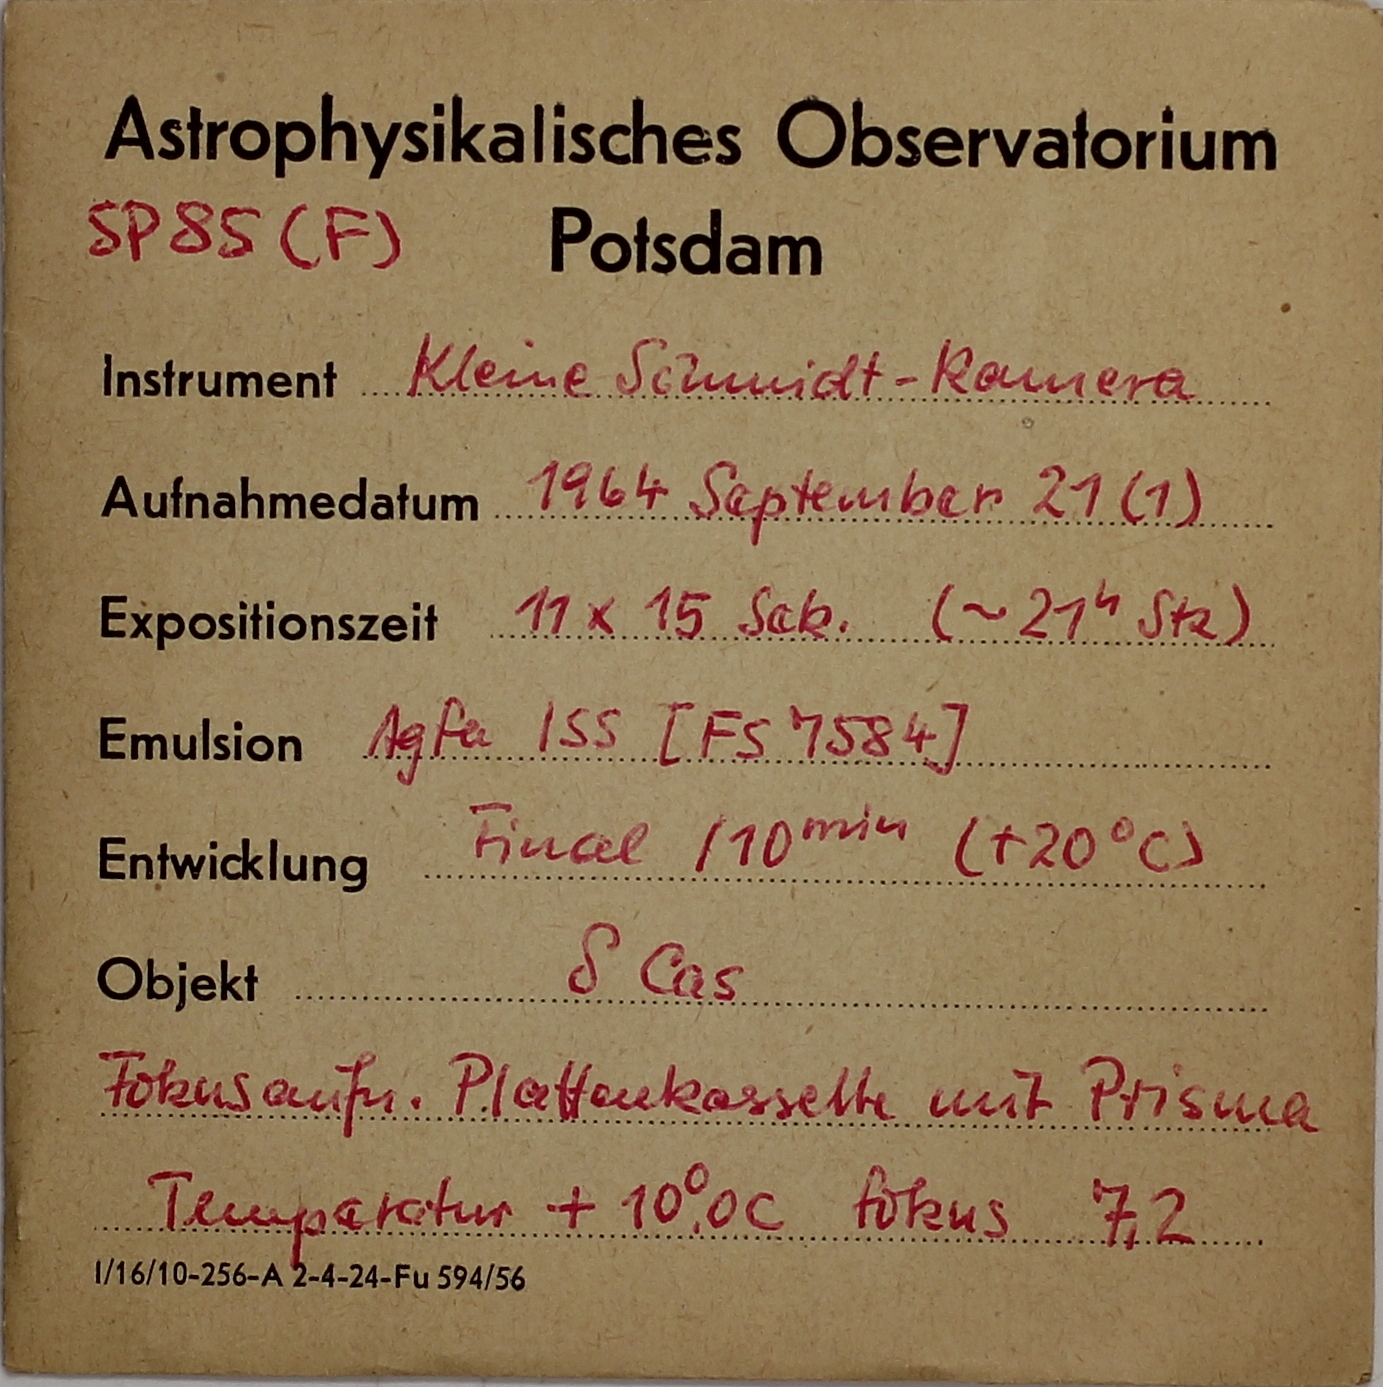 Astrophysikalisches Observatorium
SP85 (F) Potsdam
Instrument Kleine Schmidt-Kamera
Aufnahmedatum 1964 September 21 (1)
Expositionszeit 11 x 15 Sek. (~21ʰ Stz)
Emulsion Agfa ISS [FS 7584]
Entwicklung Final /10ᵐⁱⁿ (+20°C)
Objekt δ Cas
Fokusaufn. Plattenkassette mit Prisma
Temperatur + 10°,0C Fokus 7,2
I/16/10-256-A 2-4-24-Fu 594/56